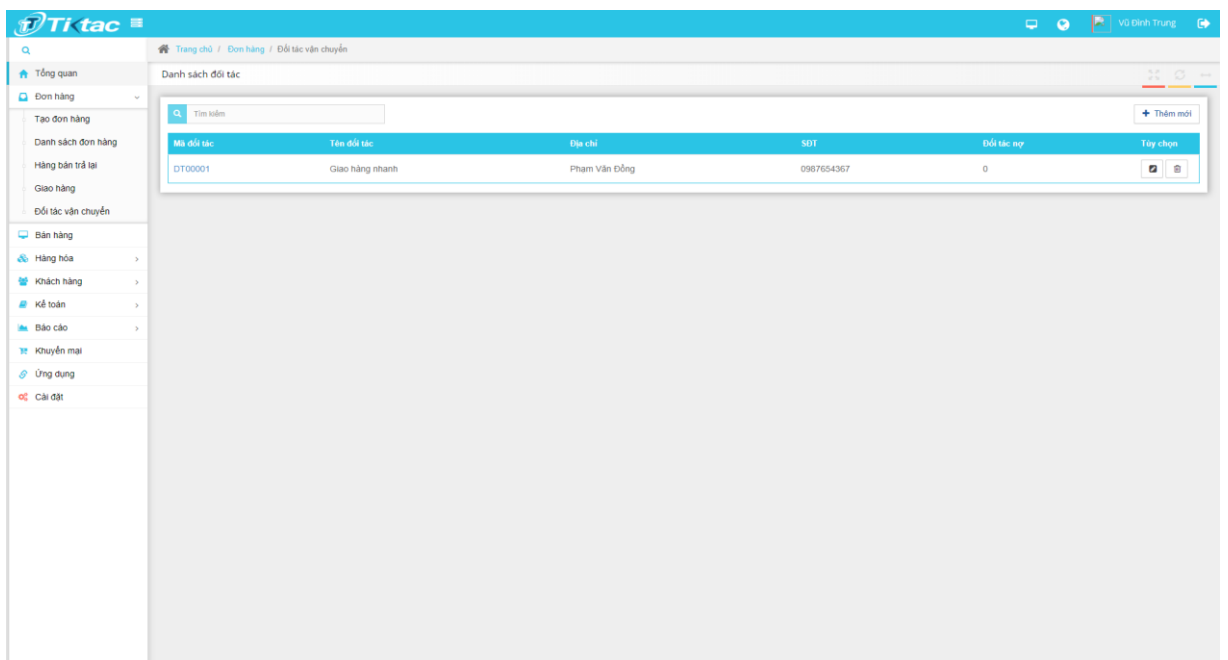 Tiktac
Vũ Đình Trung
Trang chủ / Đơn hàng / Đối tác vận chuyển
Tổng quan
Danh sách đối tác
Đơn hàng
Tạo đơn hàng
Danh sách đơn hàng
Hàng bán trả lại
Giao hàng
Đối tác vận chuyển
Bán hàng
Hàng hóa
Khách hàng
Kế toán
Báo cáo
Khuyến mại
Ứng dụng
Cài đặt
Tìm kiếm
Thêm mới
Mã đối tác Tên đối tác Địa chỉ SĐT Đối tác nợ Tùy chọn
DT00001 Giao hàng nhanh Phạm Văn Đồng 0987654367 0